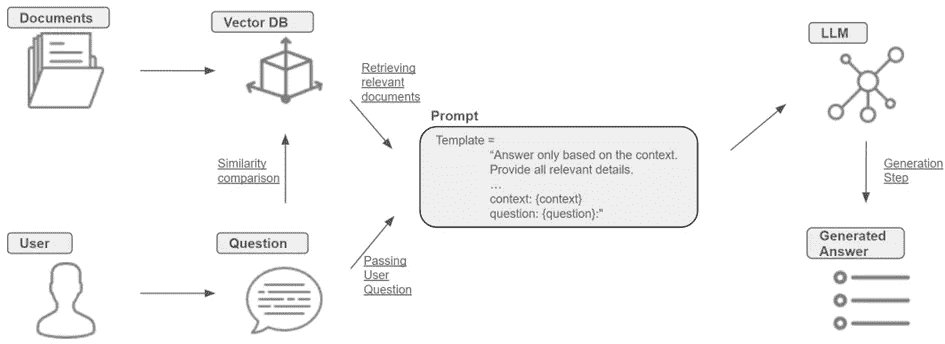 Documents
Vector DB
LLM
Retrieving
relevant
documents
Prompt
Template =
“Answer only based on the context.
Provide all relevant details.
…
context: {context}
question: {question}:"
Similarity
comparison
Generation
Step
User
Question
Passing
User
Question
Generated
Answer